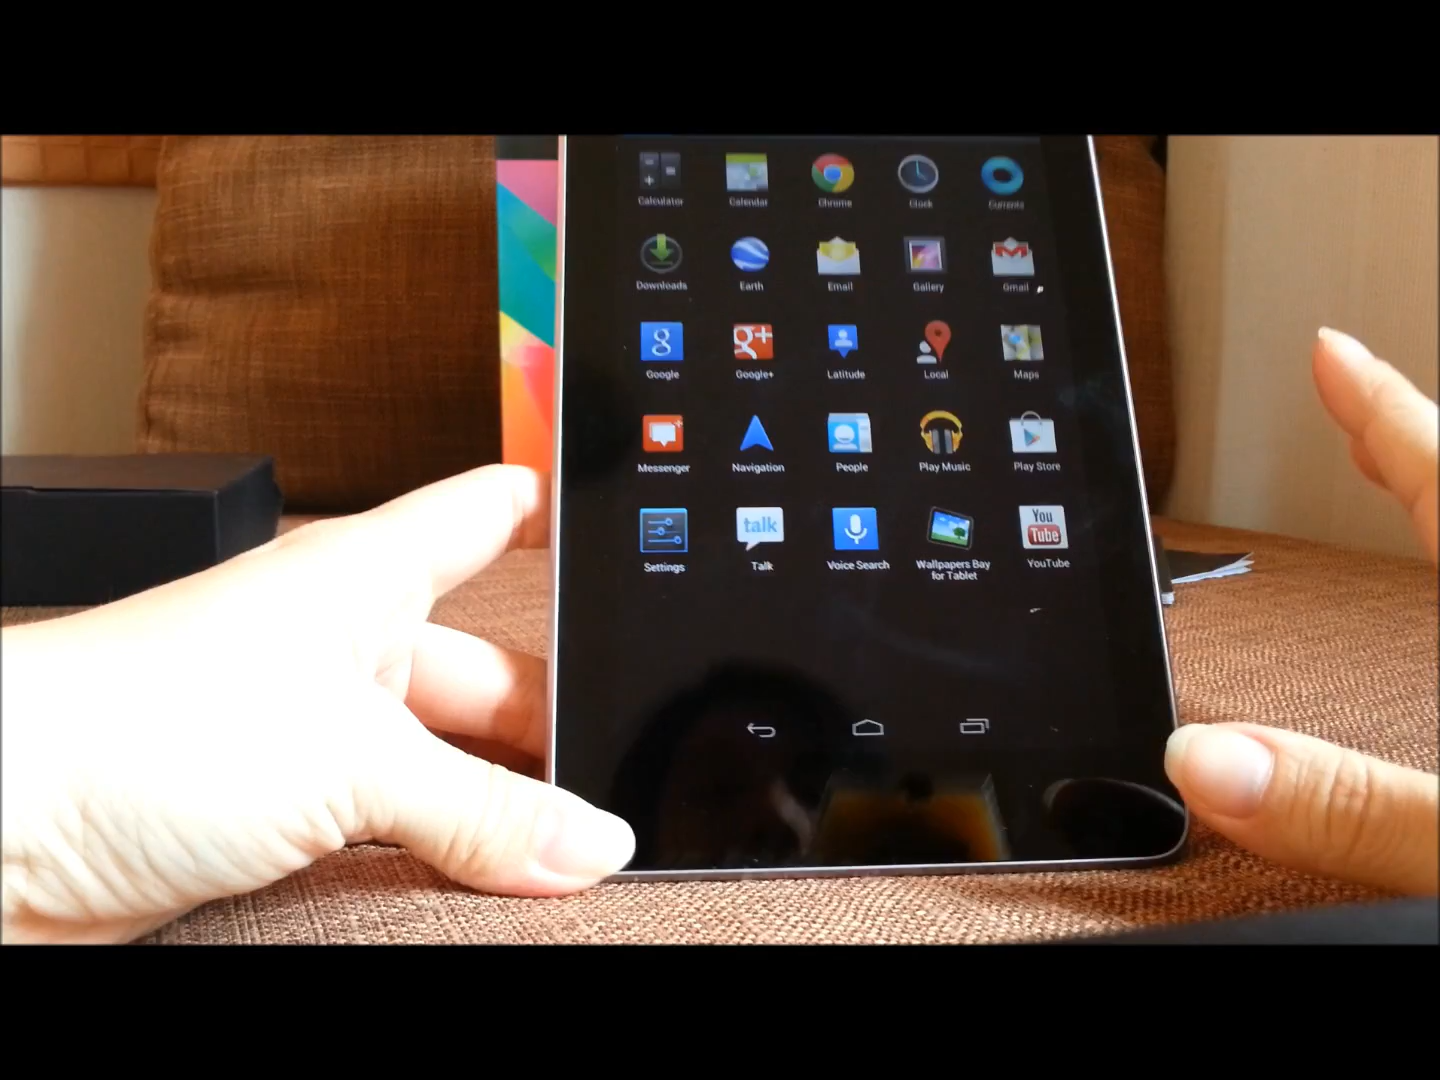 Calculator Calendar Chrome Clock Currents
Downloads Earth Email Gallery Gmail
g g+
Google Google+ Latitude Local Maps
Messenger Navigation People Play Music Play Store
talk You
Tube
Settings Talk Voice Search Wallpapers Bay YouTube
for Tablet